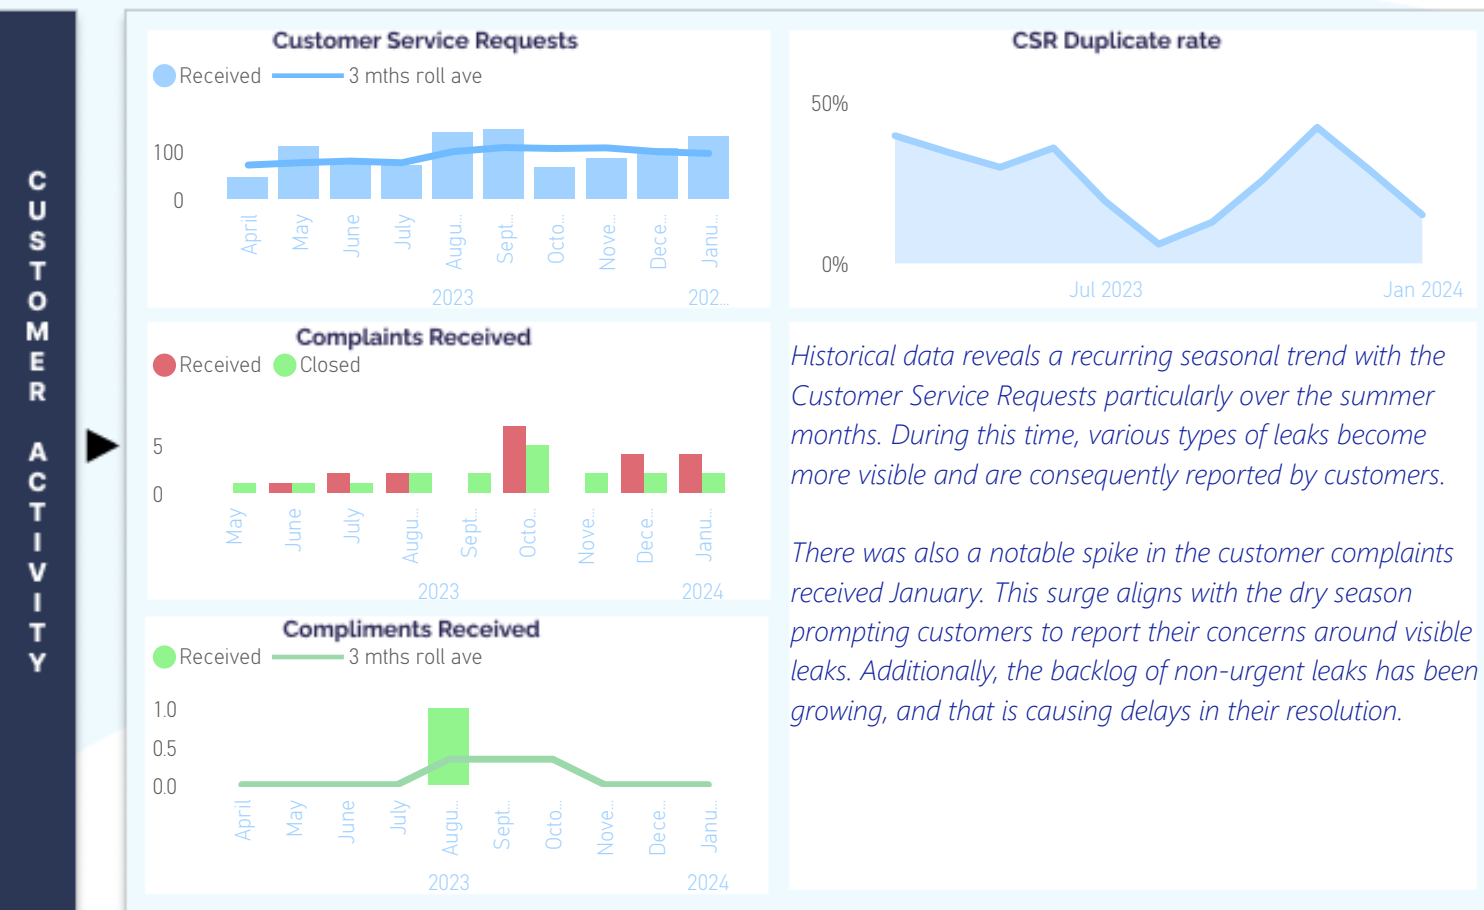 CUSTOMER ACTIVITY
Customer Service Requests
Received 3 mths roll ave
100
0
April May June July Augu... Sept... Octo... Nove... Dece... Janu...
2023 202...
CSR Duplicate rate
50%
0%
Jul 2023 Jan 2024
Complaints Received
Received Closed
5
0
May June July Augu... Sept... Octo... Nove... Dece... Janu...
2023 2024
Compliments Received
Received 3 mths roll ave
1.0
0.5
0.0
April May June July Augu... Sept... Octo... Nove... Dece... Janu...
2023 2024
Historical data reveals a recurring seasonal trend with the
Customer Service Requests particularly over the summer
months. During this time, various types of leaks become
more visible and are consequently reported by customers.
There was also a notable spike in the customer complaints
received January. This surge aligns with the dry season
prompting customers to report their concerns around visible
leaks. Additionally, the backlog of non-urgent leaks has been
growing, and that is causing delays in their resolution.